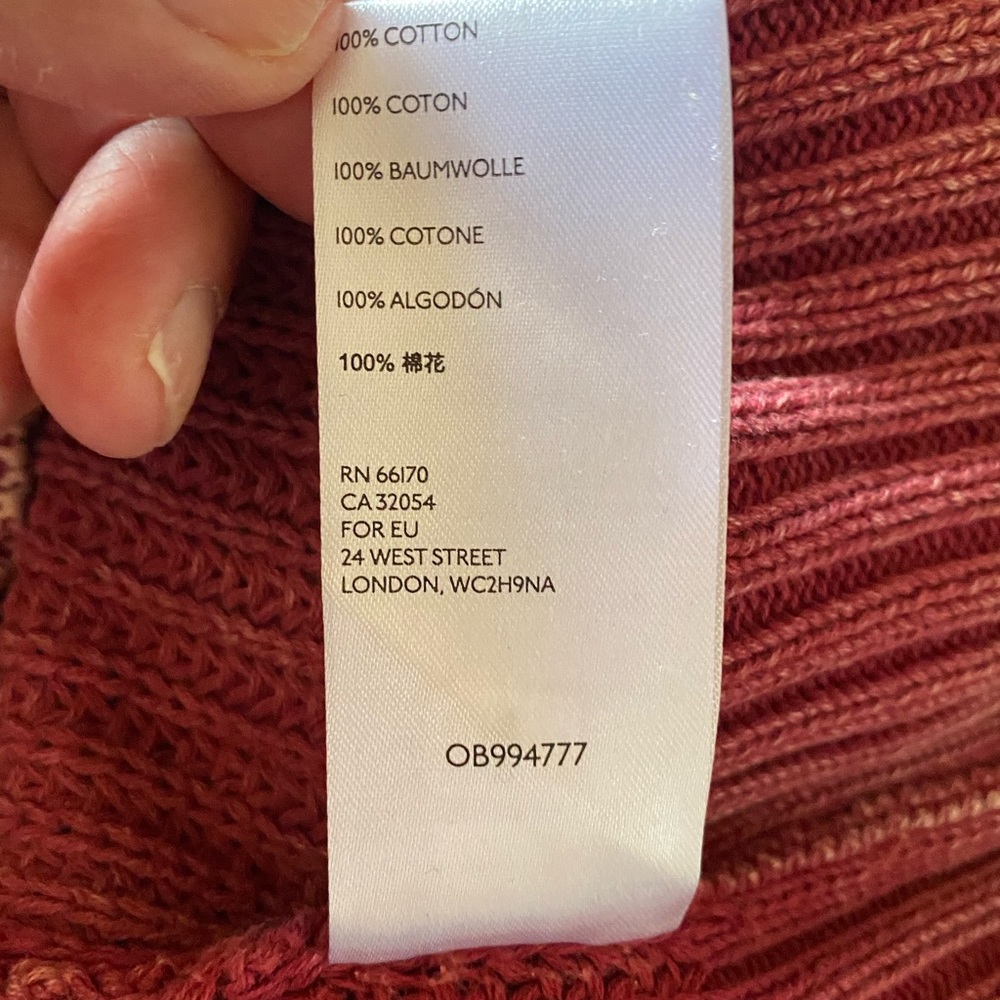 100% COTTON
100% COTON
100% BAUMWOLLE
100% COTONE
100% ALGODÓN
100% 棉花
RN 66170
CA 32054
FOR EU
24 WEST STREET
LONDON, WC2H9NA
OB994777